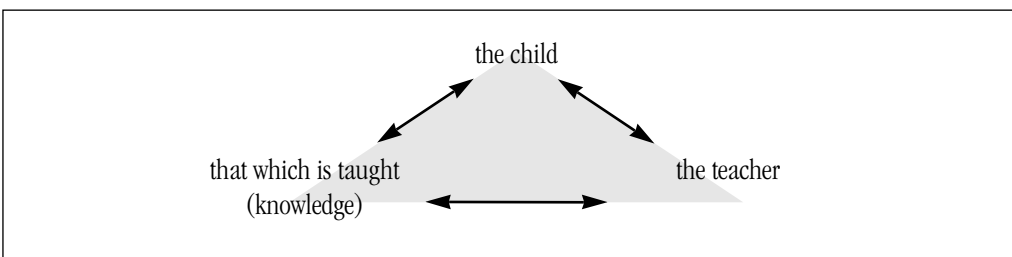 the child
that which is taught
the teacher
(knowledge)